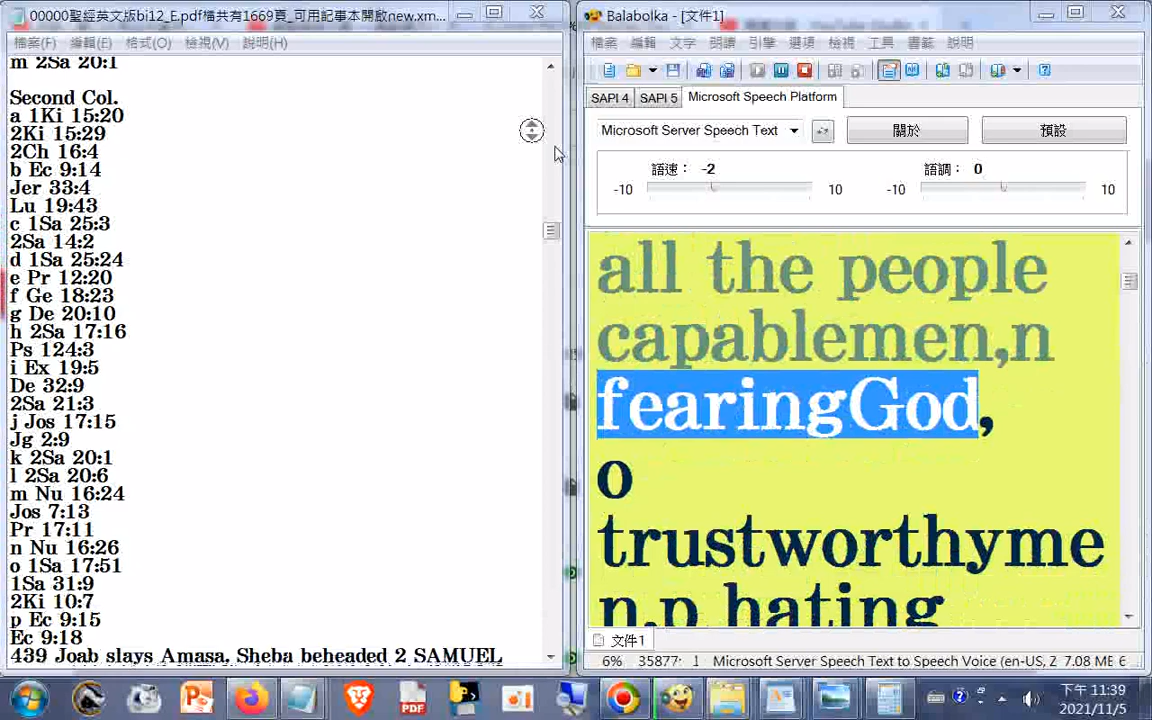 00000聖經英文版bi12_E.pdf檔共有1669頁_可用記事本開啟new.xm...
檔案(F) 編輯(E) 格式(O) 檢視(V) 說明(H)
m 2Sa 20:1
Second Col.
a 1Ki 15:20
2Ki 15:29
2Ch 16:4
b Ec 9:14
Jer 33:4
Lu 19:43
c 1Sa 25:3
2Sa 14:2
d 1Sa 25:24
e Pr 12:20
f Ge 18:23
g De 20:10
h 2Sa 17:16
Ps 124:3
i Ex 19:5
De 32:9
2Sa 21:3
j Jos 17:15
Jg 2:9
k 2Sa 20:1
l 2Sa 20:6
m Nu 16:24
Jos 7:13
Pr 17:11
n Nu 16:26
o 1Sa 17:51
1Sa 31:9
2Ki 10:7
p Ec 9:15
Ec 9:18
439 Joab slays Amasa, Sheba beheaded 2 SAMUEL
Balabolka - [文件1]
檔案 編輯 文字 朗讀 引擎 選項 檢視 工具 書籤 說明
SAPI 4 SAPI 5 Microsoft Speech Platform
Microsoft Server Speech Text 關於 預設
語速： -2 語調： 0
-10 10 -10 10
all the people
capablemen,n
fearingGod,
o
trustworthyme
n,p hating
文件1
6% 35877: 1 Microsoft Server Speech Text to Speech Voice (en-US, Z 7.08 ME 6
PDF
下午 11:39
2021/11/5